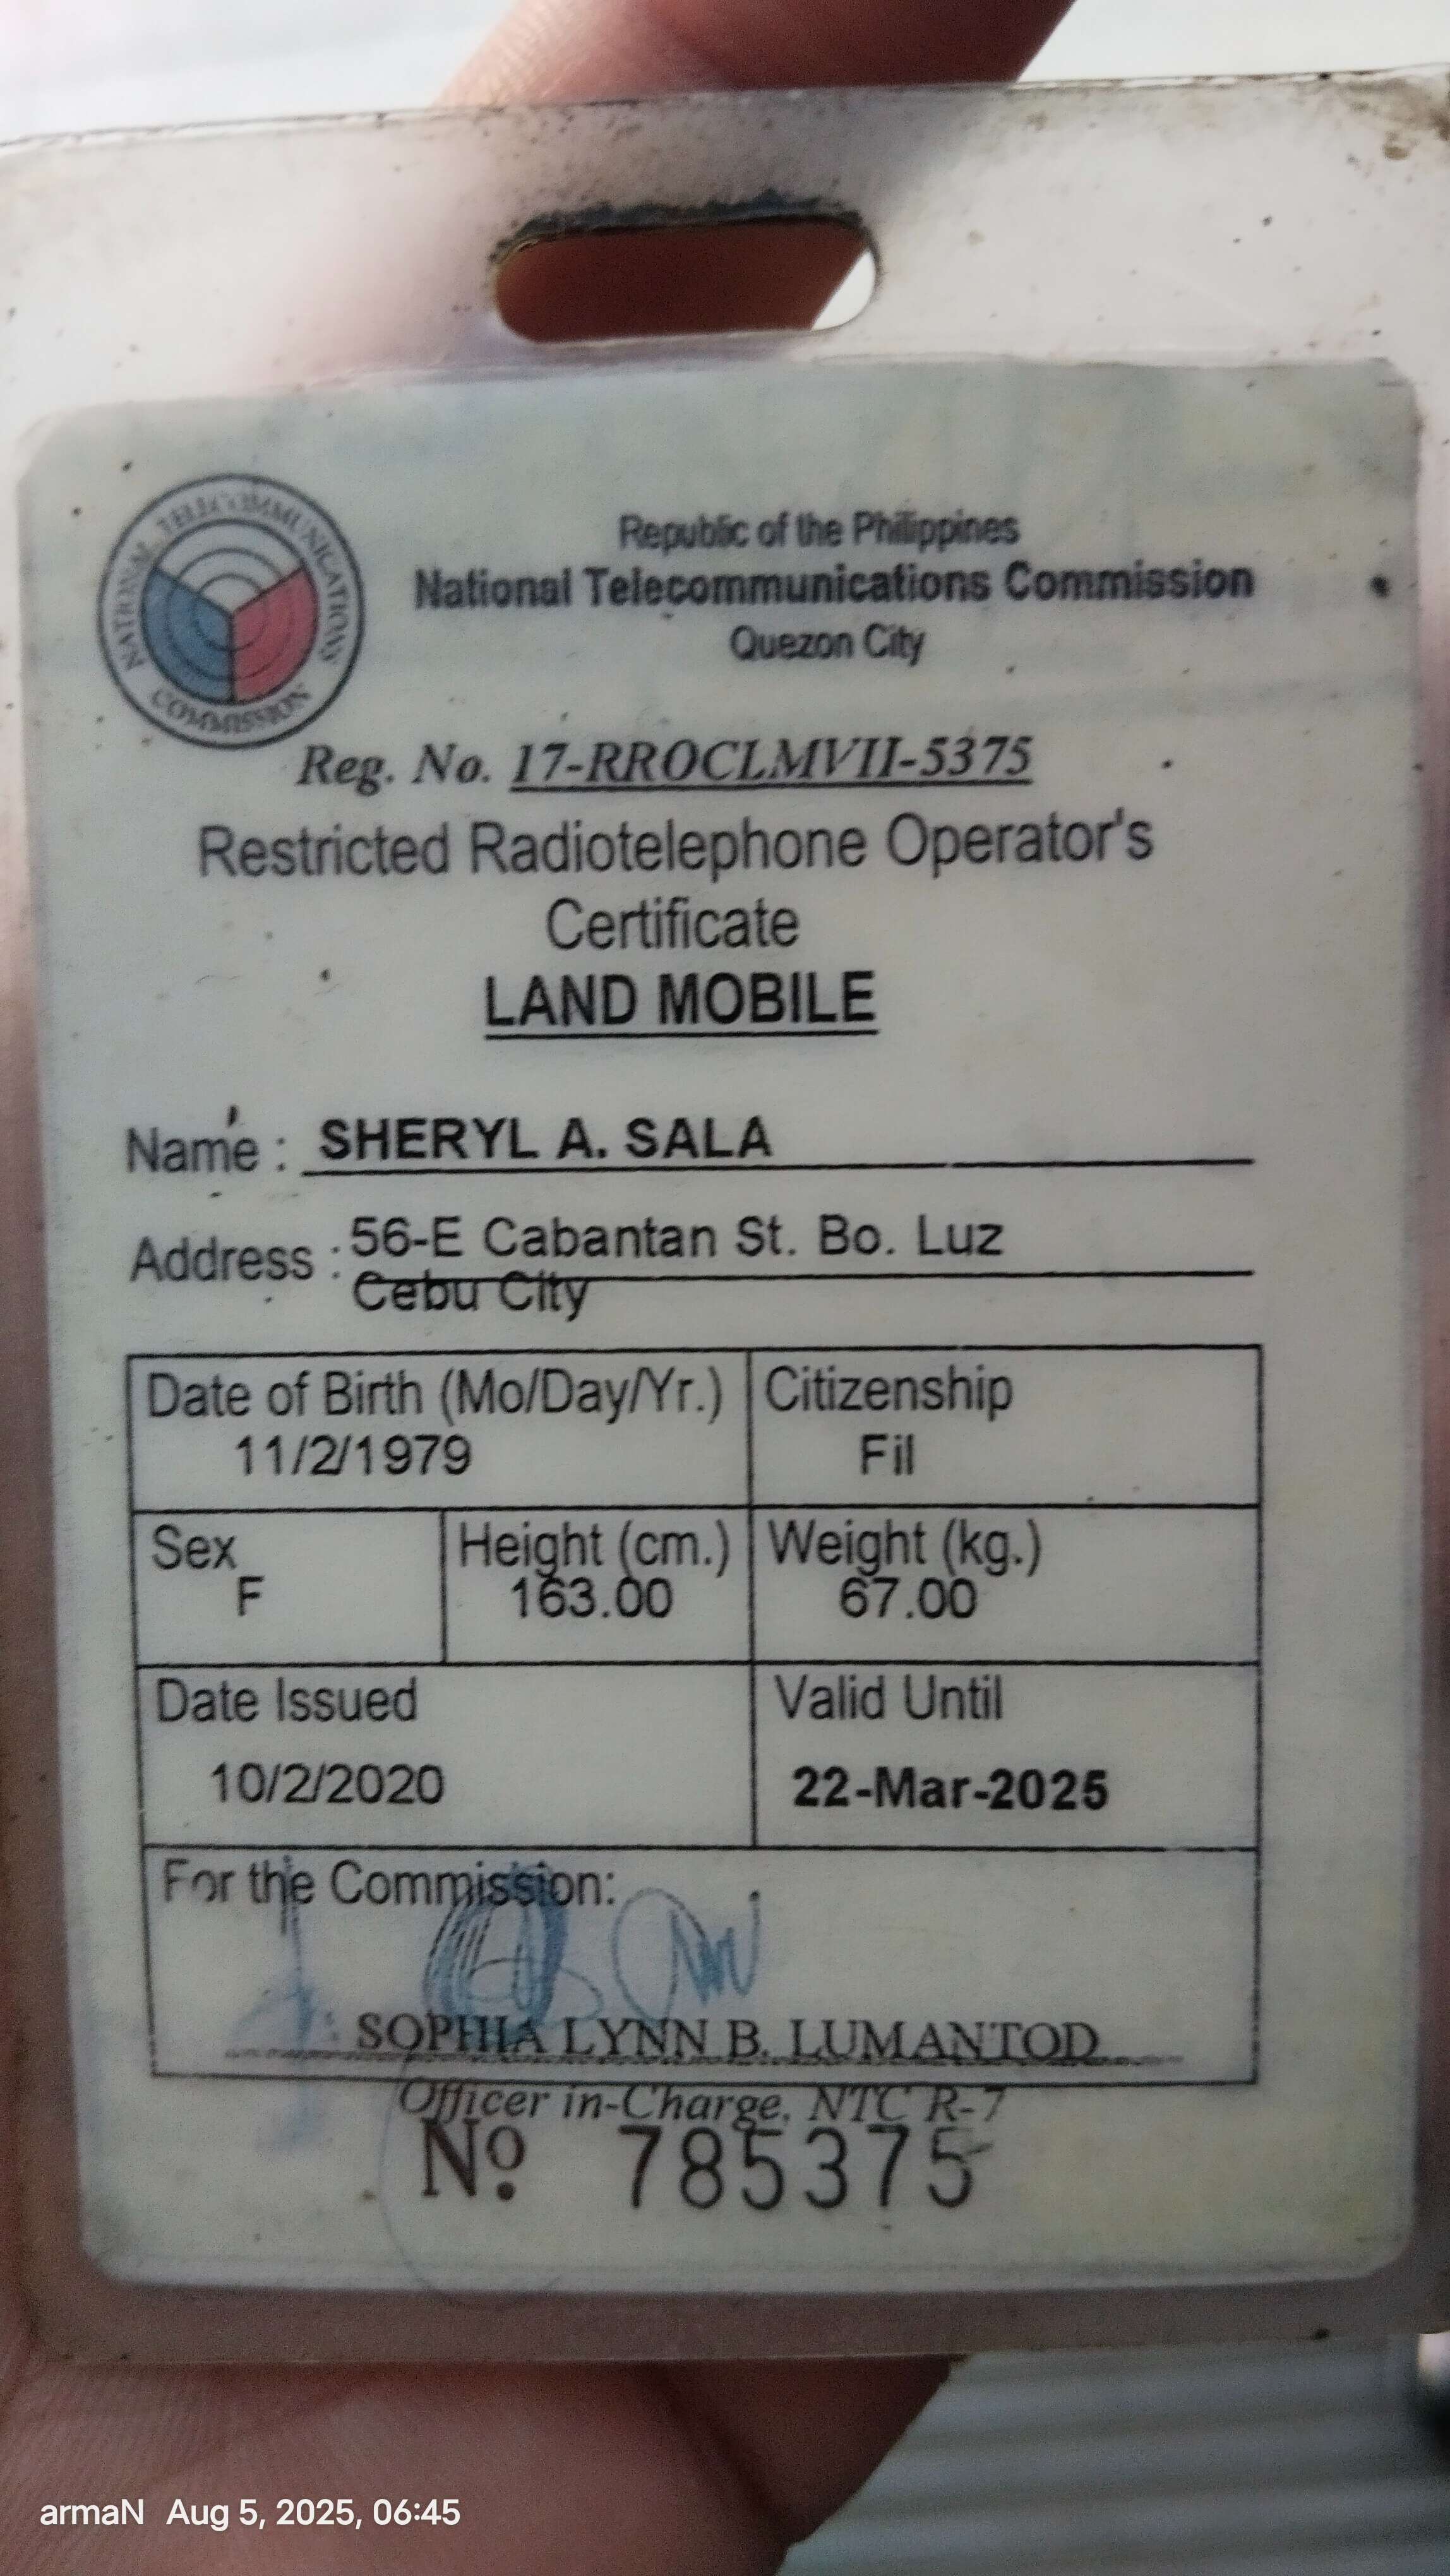 NATIONAL TELECOMMUNICATIONS COMMISSION
Republic of the Philippines
National Telecommunications Commission
Quezon City
Reg. No. 17-RROCLMVII-5375
Restricted Radiotelephone Operator's
Certificate
LAND MOBILE
Name : SHERYL A. SALA
Address : 56-E Cabantan St. Bo. Luz
Cebu City
Date of Birth (Mo/Day/Yr.) Citizenship
11/2/1979 Fil
Sex Height (cm.) Weight (kg.)
F 163.00 67.00
Date Issued Valid Until
10/2/2020 22-Mar-2025
For the Commission:
SOPHIA LYNN B. LUMANTOD
Officer in-Charge, NTC R-7
No. 785375
armaN Aug 5, 2025, 06:45